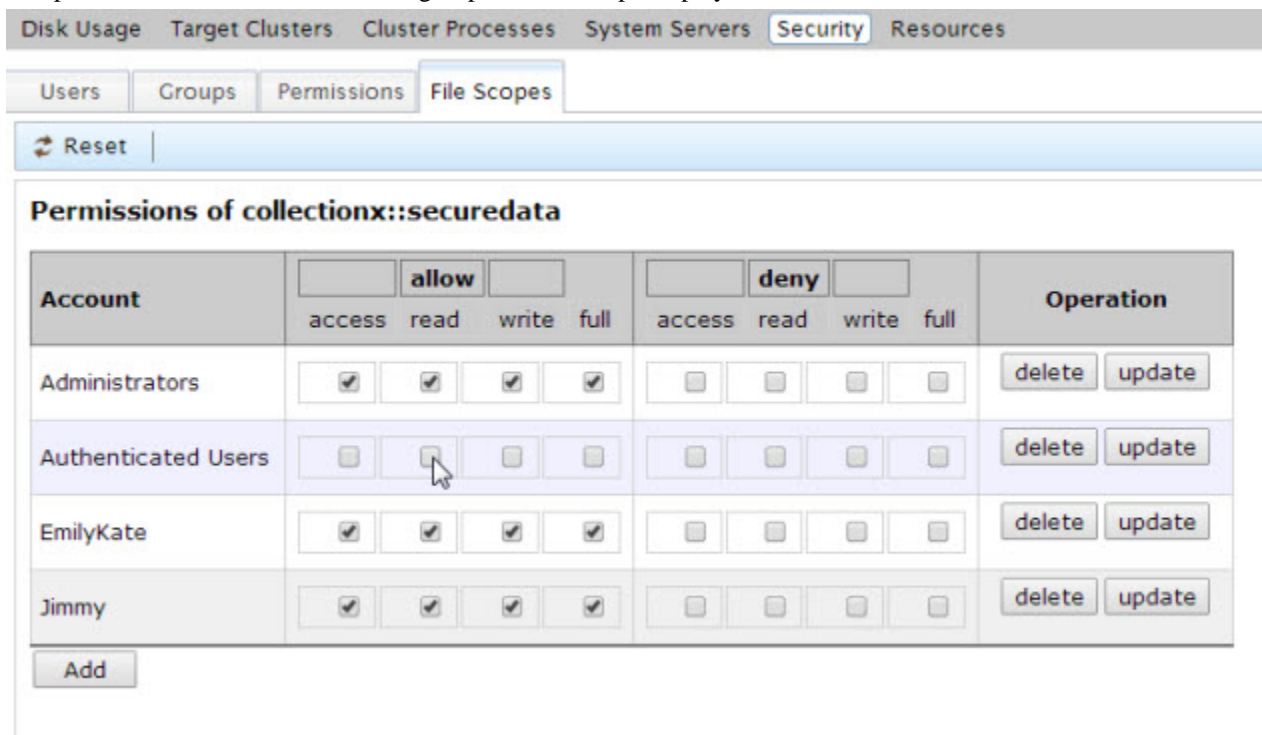 Disk Usage Target Clusters Cluster Processes System Servers Security Resources
Users Groups Permissions File Scopes
Reset
Permissions of collectionx::securedata
Account allow deny Operation
access read write full access read write full
Administrators delete update
Authenticated Users delete update
EmilyKate delete update
Jimmy delete update
Add